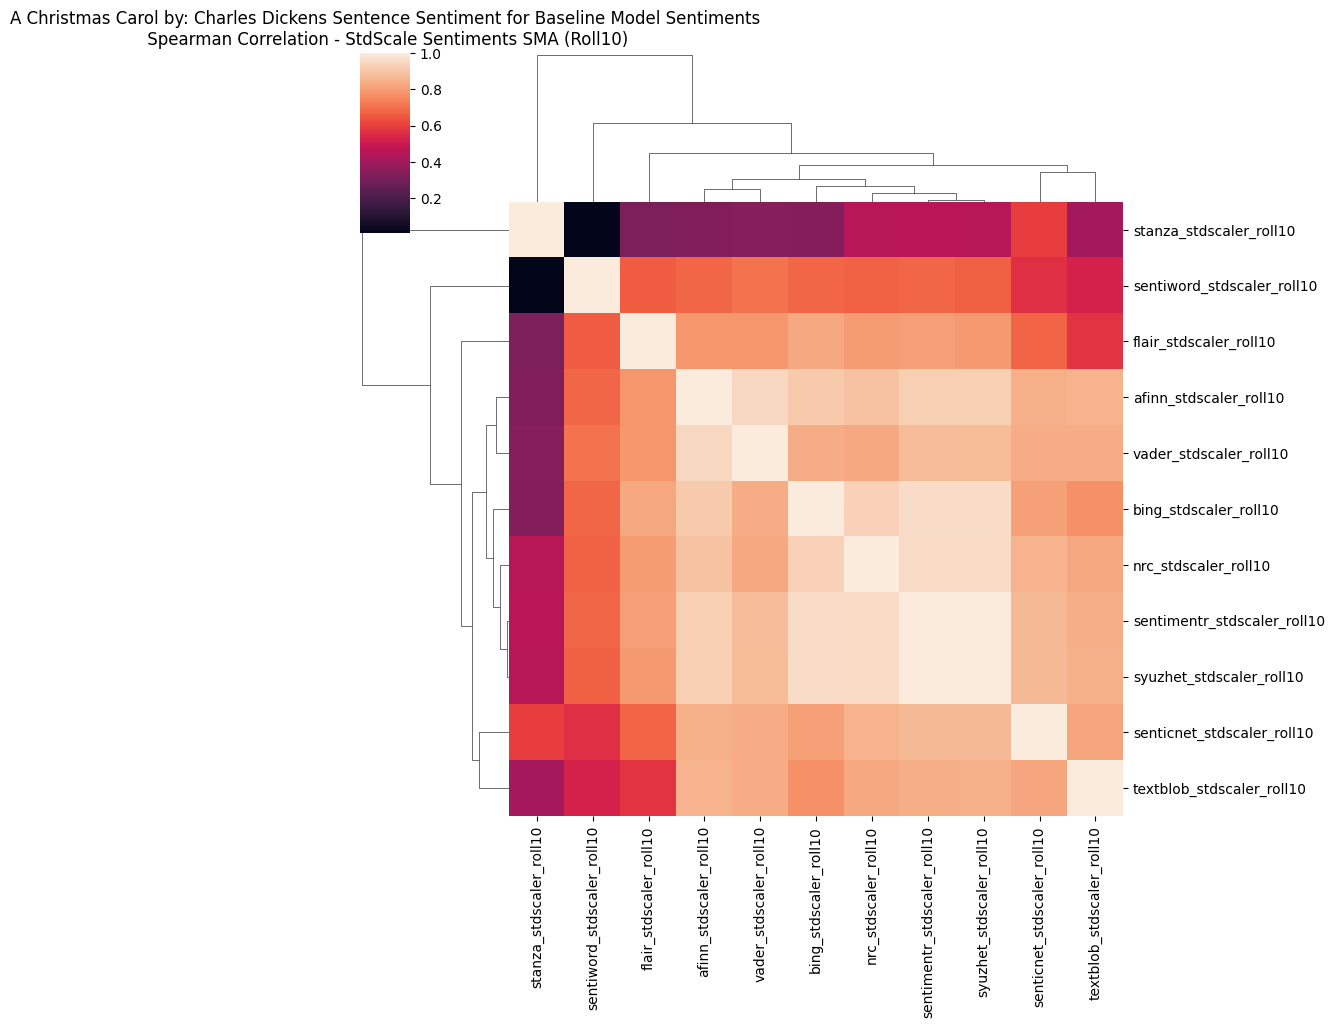 A Christmas Carol by: Charles Dickens Sentence Sentiment for Baseline Model Sentiments
Spearman Correlation - StdScale Sentiments SMA (Roll10)
1.0
0.8
0.6
0.4
0.2
stanza_stdscaler_roll10
sentiword_stdscaler_roll10
flair_stdscaler_roll10
afinn_stdscaler_roll10
vader_stdscaler_roll10
bing_stdscaler_roll10
nrc_stdscaler_roll10
sentimentr_stdscaler_roll10
syuzhet_stdscaler_roll10
senticnet_stdscaler_roll10
textblob_stdscaler_roll10
stanza_stdscaler_roll10
sentiword_stdscaler_roll10
flair_stdscaler_roll10
afinn_stdscaler_roll10
vader_stdscaler_roll10
bing_stdscaler_roll10
nrc_stdscaler_roll10
sentimentr_stdscaler_roll10
syuzhet_stdscaler_roll10
senticnet_stdscaler_roll10
textblob_stdscaler_roll10